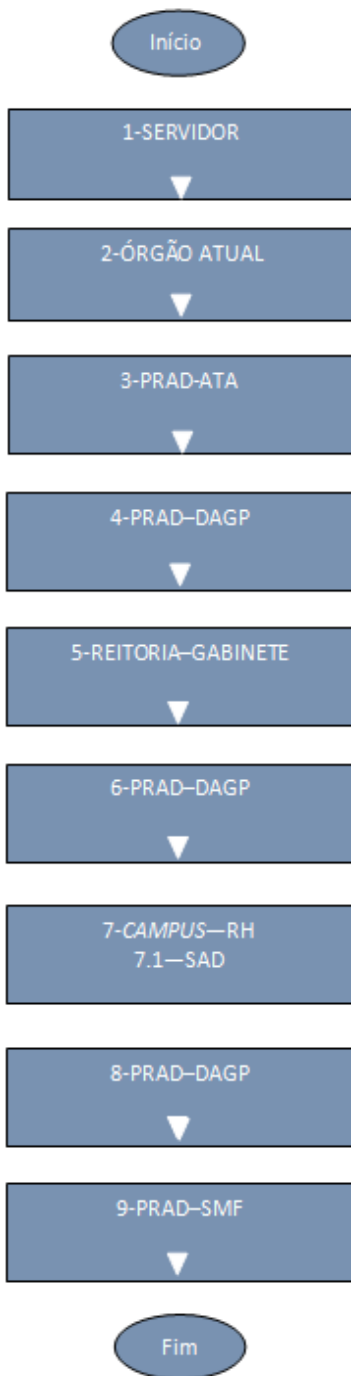 Início
1-SERVIDOR
2-ÓRGÃO ATUAL
3-PRAD-ATA
4-PRAD–DAGP
5-REITORIA–GABINETE
6-PRAD–DAGP
7-CAMPUS—RH
7.1—SAD
8-PRAD–DAGP
9-PRAD–SMF
Fim